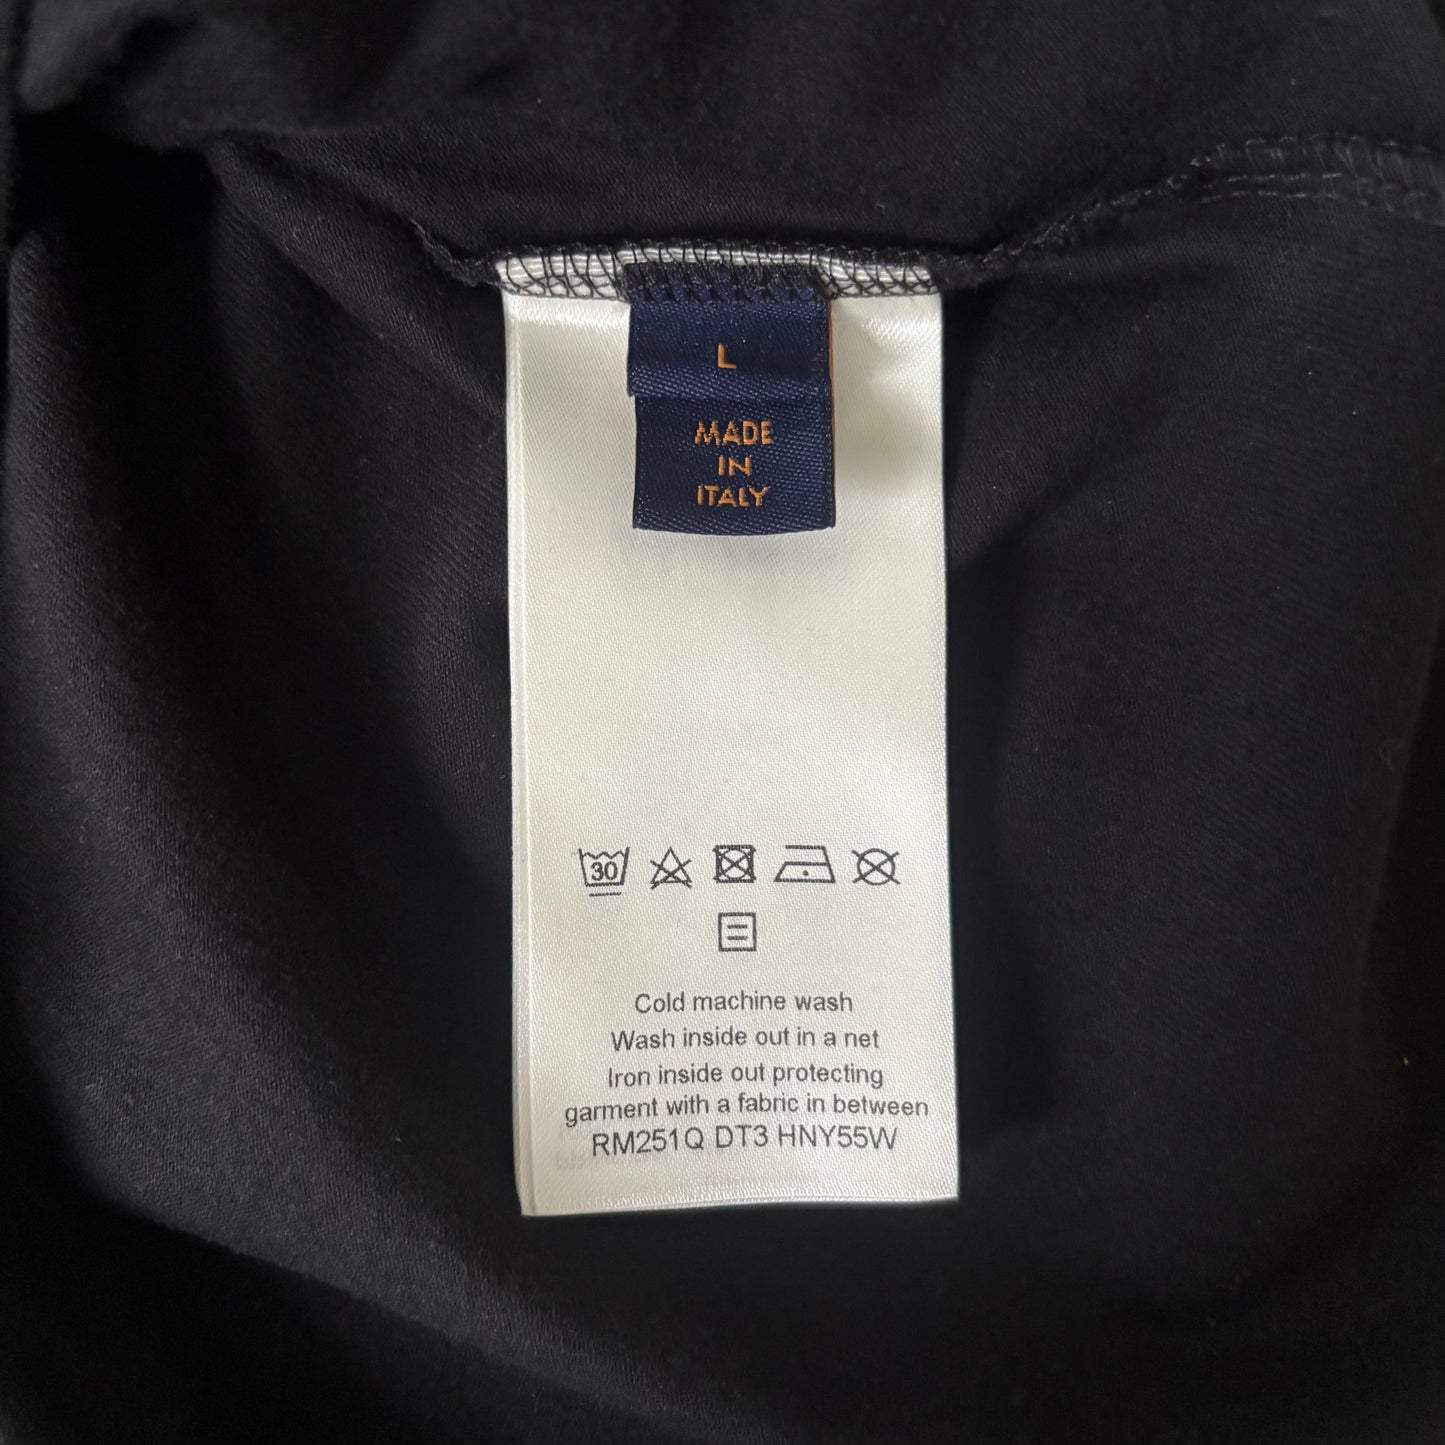 L
MADE
IN
ITALY
30
Cold machine wash
Wash inside out in a net
Iron inside out protecting
garment with a fabric in between
RM251Q DT3 HNY55W